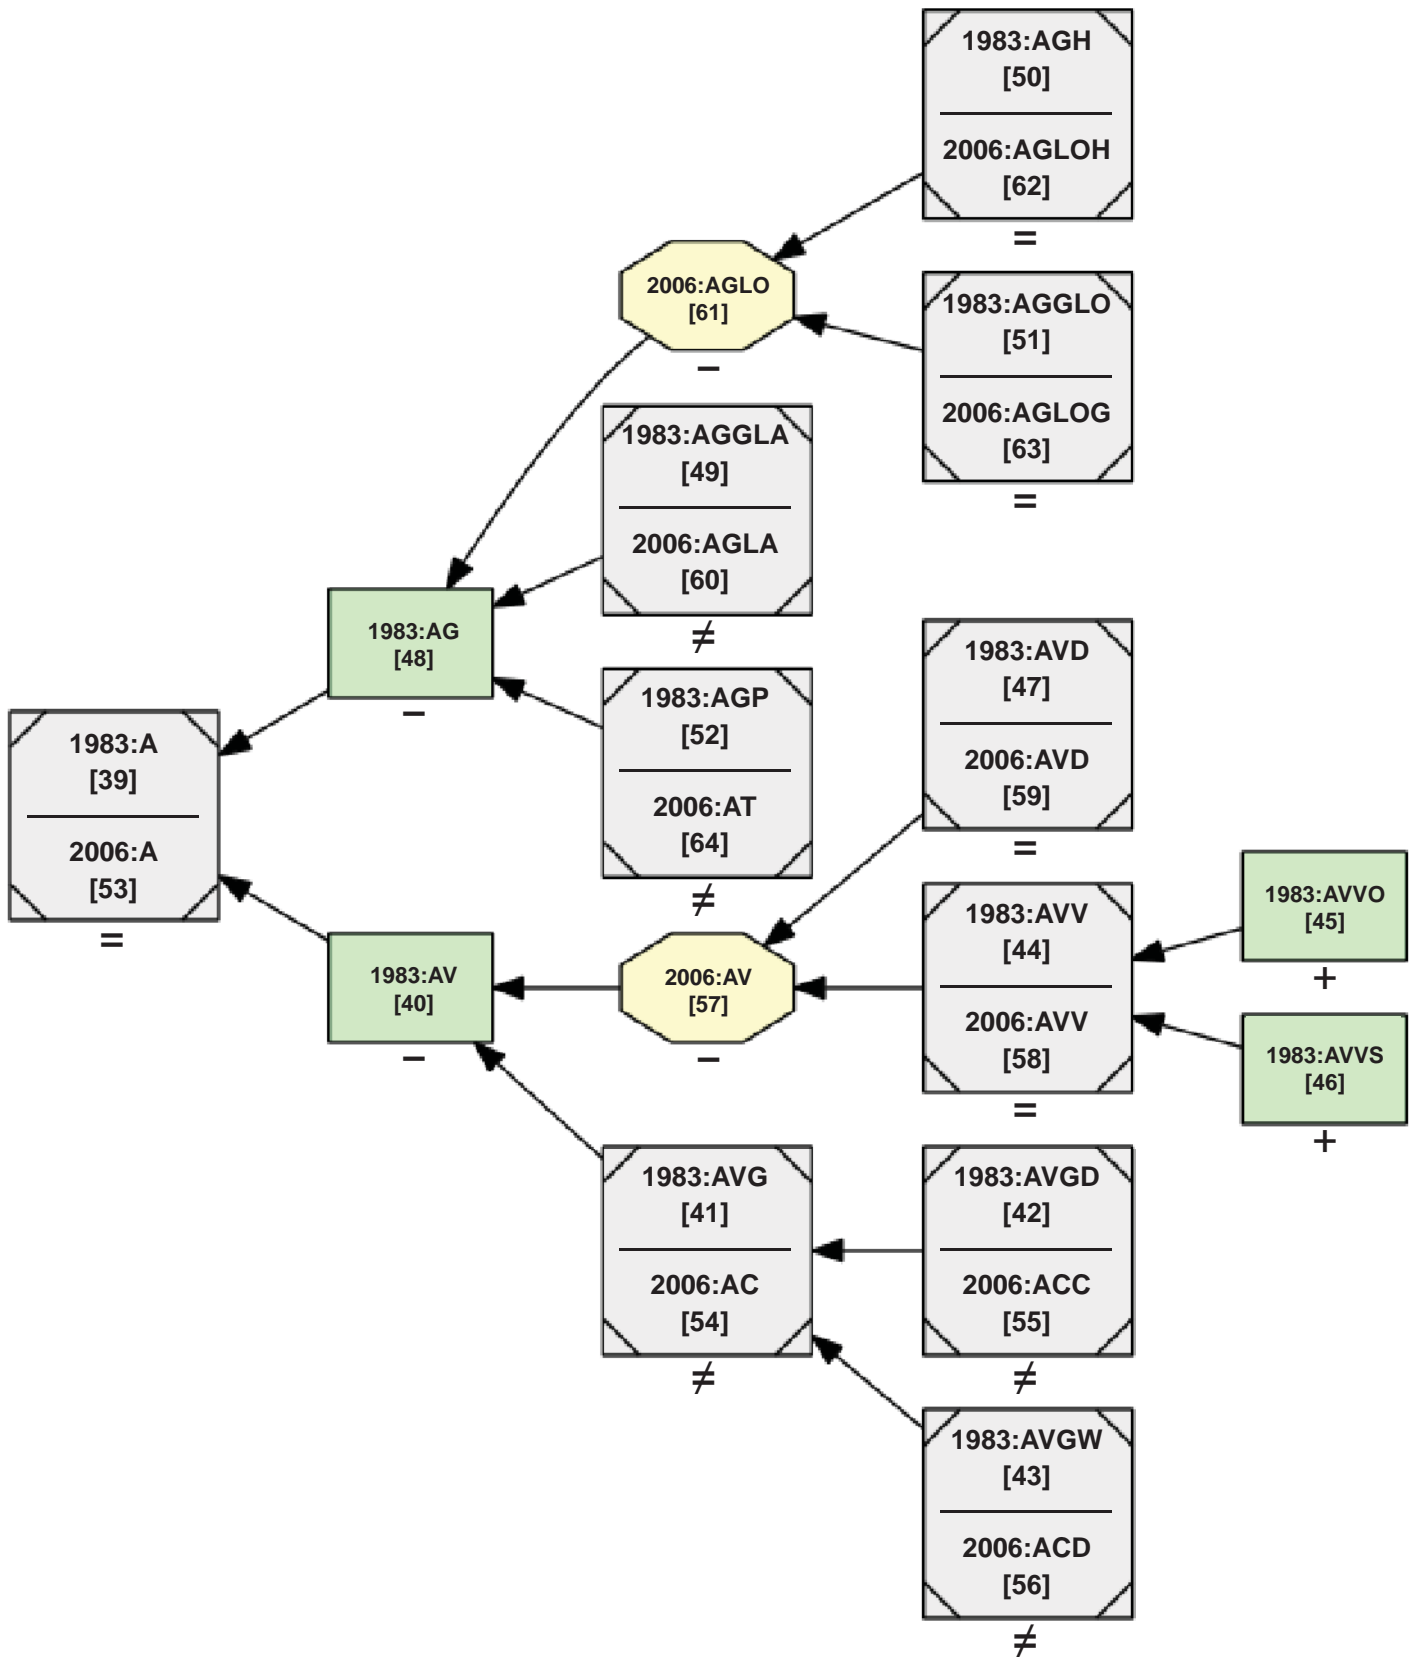 1983:AGH
[50]
2006:AGLOH
[62]
=
2006:AGLO
[61]
–
1983:AGGLO
[51]
2006:AGLOG
[63]
=
1983:AGGLA
[49]
2006:AGLA
[60]
≠
1983:AG
[48]
–
1983:AGP
[52]
2006:AT
[64]
≠
1983:AVD
[47]
2006:AVD
[59]
=
1983:A
[39]
2006:A
[53]
=
1983:AV
[40]
–
2006:AV
[57]
–
1983:AVV
[44]
2006:AVV
[58]
=
1983:AVVO
[45]
+
1983:AVVS
[46]
+
1983:AVG
[41]
2006:AC
[54]
≠
1983:AVGD
[42]
2006:ACC
[55]
≠
1983:AVGW
[43]
2006:ACD
[56]
≠